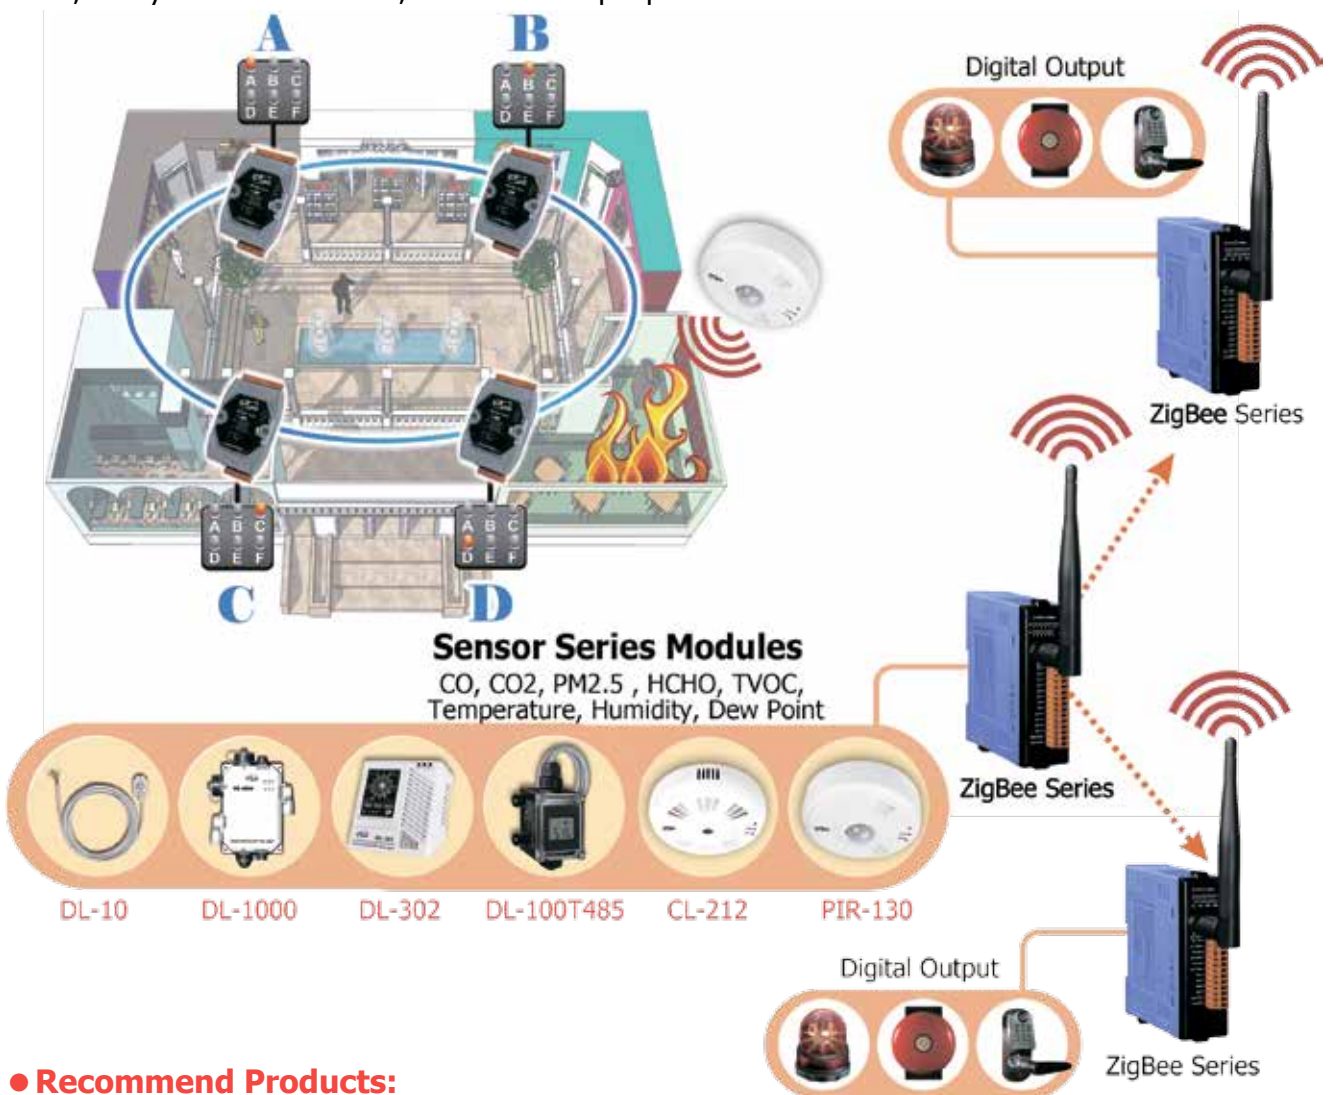 A
B
A B C
D E F
A B C
D E F
Digital Output
ZigBee Series
A B C
D E F
A B C
D E F
C
D
Sensor Series Modules
CO, CO2, PM2.5 , HCHO, TVOC,
Temperature, Humidity, Dew Point
ZigBee Series
DL-10
DL-1000
DL-302
DL-100T485
CL-212
PIR-130
Digital Output
ZigBee Series
● Recommend Products: